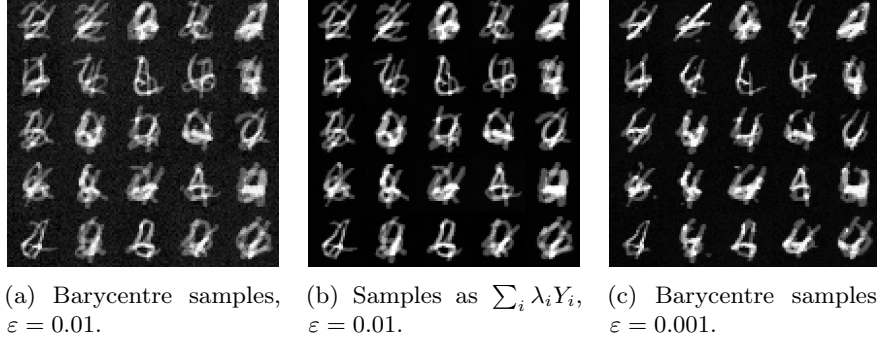 (a) Barycentre samples,
ε = 0.01.
(b) Samples as ∑ᵢ λᵢYᵢ,
ε = 0.01.
(c) Barycentre samples
ε = 0.001.